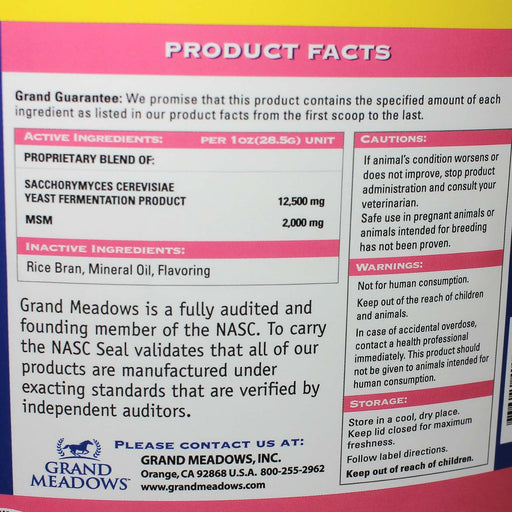 PRODUCT FACTS
Grand Guarantee: We promise that this product contains the specified amount of each
ingredient as listed in our product facts from the first scoop to the last.
ACTIVE INGREDIENTS: PER 1 OZ(28.5G) UNIT
PROPRIETARY BLEND OF:
SACCHORYMYCES CEREVISIAE
YEAST FERMENTATION PRODUCT 12,500 mg
MSM 2,000 mg
INACTIVE INGREDIENTS:
Rice Bran, Mineral Oil, Flavoring
Grand Meadows is a fully audited and
founding member of the NASC. To carry
the NASC Seal validates that all of our
products are manufactured under
exacting standards that are verified by
independent auditors.
CAUTIONS:
If animal's condition worsens or
does not improve, stop product
administration and consult your
veterinarian.
Safe use in pregnant animals or
animals intended for breeding
has not been proven.
WARNINGS:
Not for human consumption.
Keep out of the reach of children
and animals.
In case of accidental overdose,
contact a health professional
immediately. This product should
not be given to animals intended for
human consumption.
STORAGE:
Store in a cool, dry place.
Keep lid closed for maximum
freshness.
Follow label directions.
Keep out of reach of children.
GRAND
MEADOWS
PLEASE CONTACT US AT:
GRAND MEADOWS, INC.
Orange, CA 92868 U.S.A. 800-255-2962
www.grandmeadows.com